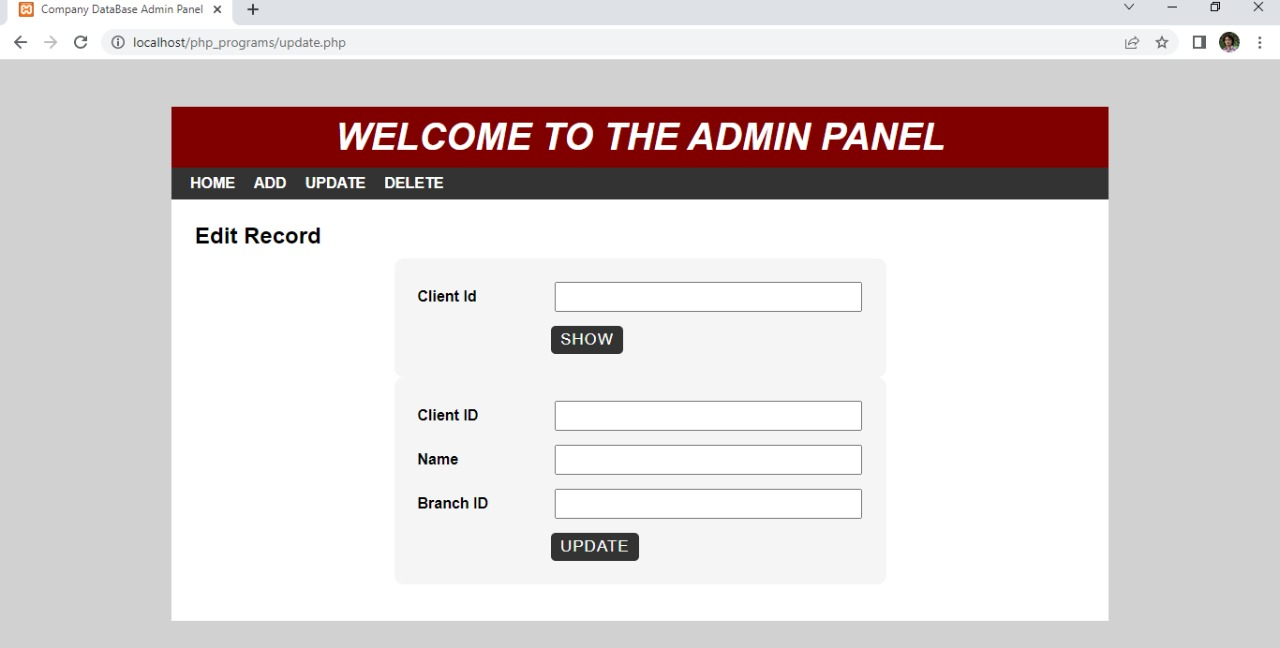 Company DataBase Admin Panel
localhost/php_programs/update.php
WELCOME TO THE ADMIN PANEL
HOME ADD UPDATE DELETE
Edit Record
Client Id
SHOW
Client ID
Name
Branch ID
UPDATE